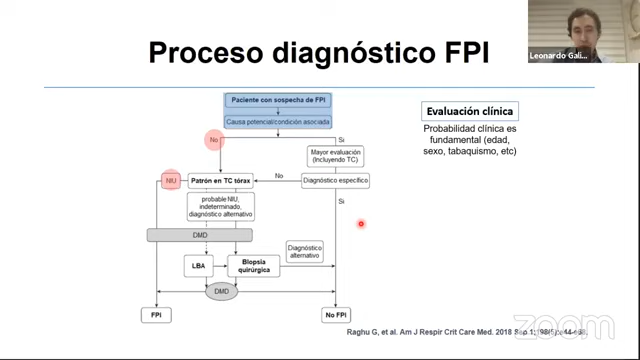 Leonardo Gali...
Proceso diagnóstico FPI
Paciente con sospecha de FPI
Causa potencial/condición asociada
No
Si
Mayor evaluación
(Incluyendo TC)
NIU
Patrón en TC tórax
No
Diagnóstico específico
Si
probable NIU,
indeterminado,
diagnóstico alternativo
DMD
LBA
Biopsia
quirúrgica
Diagnóstico
alternativo
DMD
FPI
No FPI
Evaluación clínica
Probabilidad clínica es
fundamental (edad,
sexo, tabaquismo, etc)
Raghu G, et al. Am J Respir Crit Care Med. 2018 Sep 1;198(5):e44-e68.
zoom